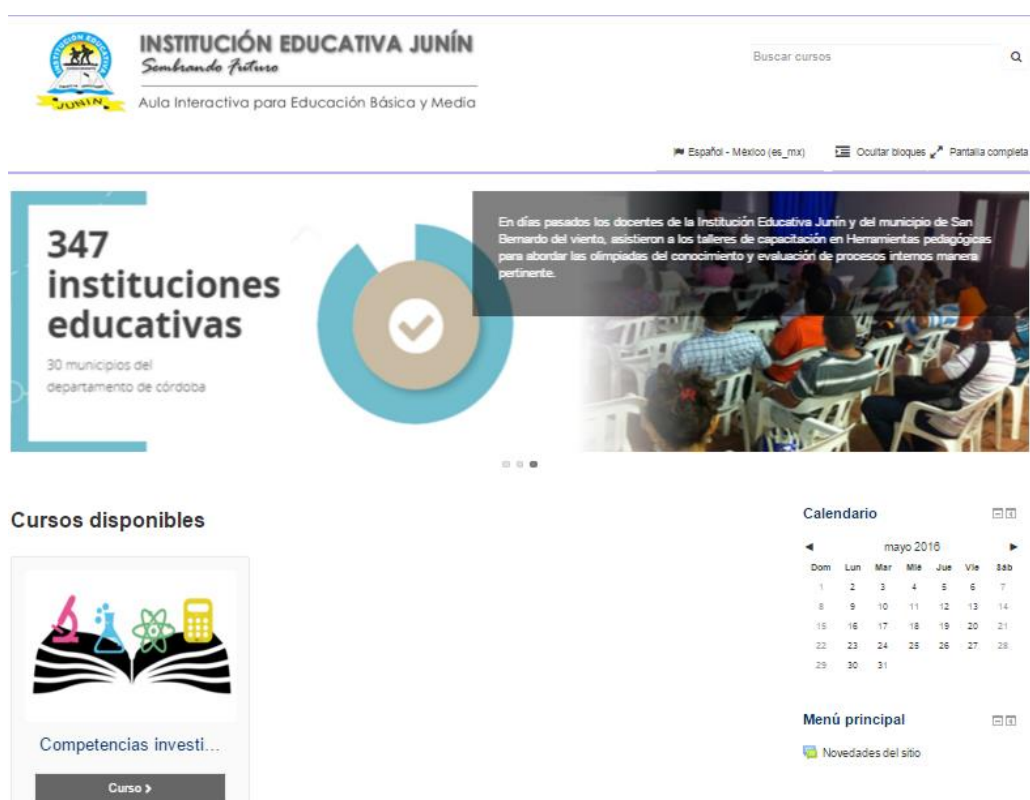 INSTITUCIÓN EDUCATIVA
JUNIN
INSTITUCIÓN EDUCATIVA JUNÍN
Sembrando Futuro
Aula Interactiva para Educación Básica y Media
Buscar cursos
Español - México (es_mx)
Ocultar bloques
Pantalla completa
347
instituciones
educativas
30 municipios del
departamento de córdoba
En días pasados los docentes de la Institución Educativa Junín y del municipio de San
Bernardo del viento, asistieron a los talleres de capacitación en Herramientas pedagógicas
para abordar las olimpiadas del conocimiento y evaluación de procesos internos manera
pertinente.
Cursos disponibles
Competencias investi...
Curso
Calendario
mayo 2016
Dom Lun Mar Mié Jue Vie Sáb
1 2 3 4 5 6 7
8 9 10 11 12 13 14
15 16 17 18 19 20 21
22 23 24 25 26 27 28
29 30 31
Menú principal
Novedades del sitio